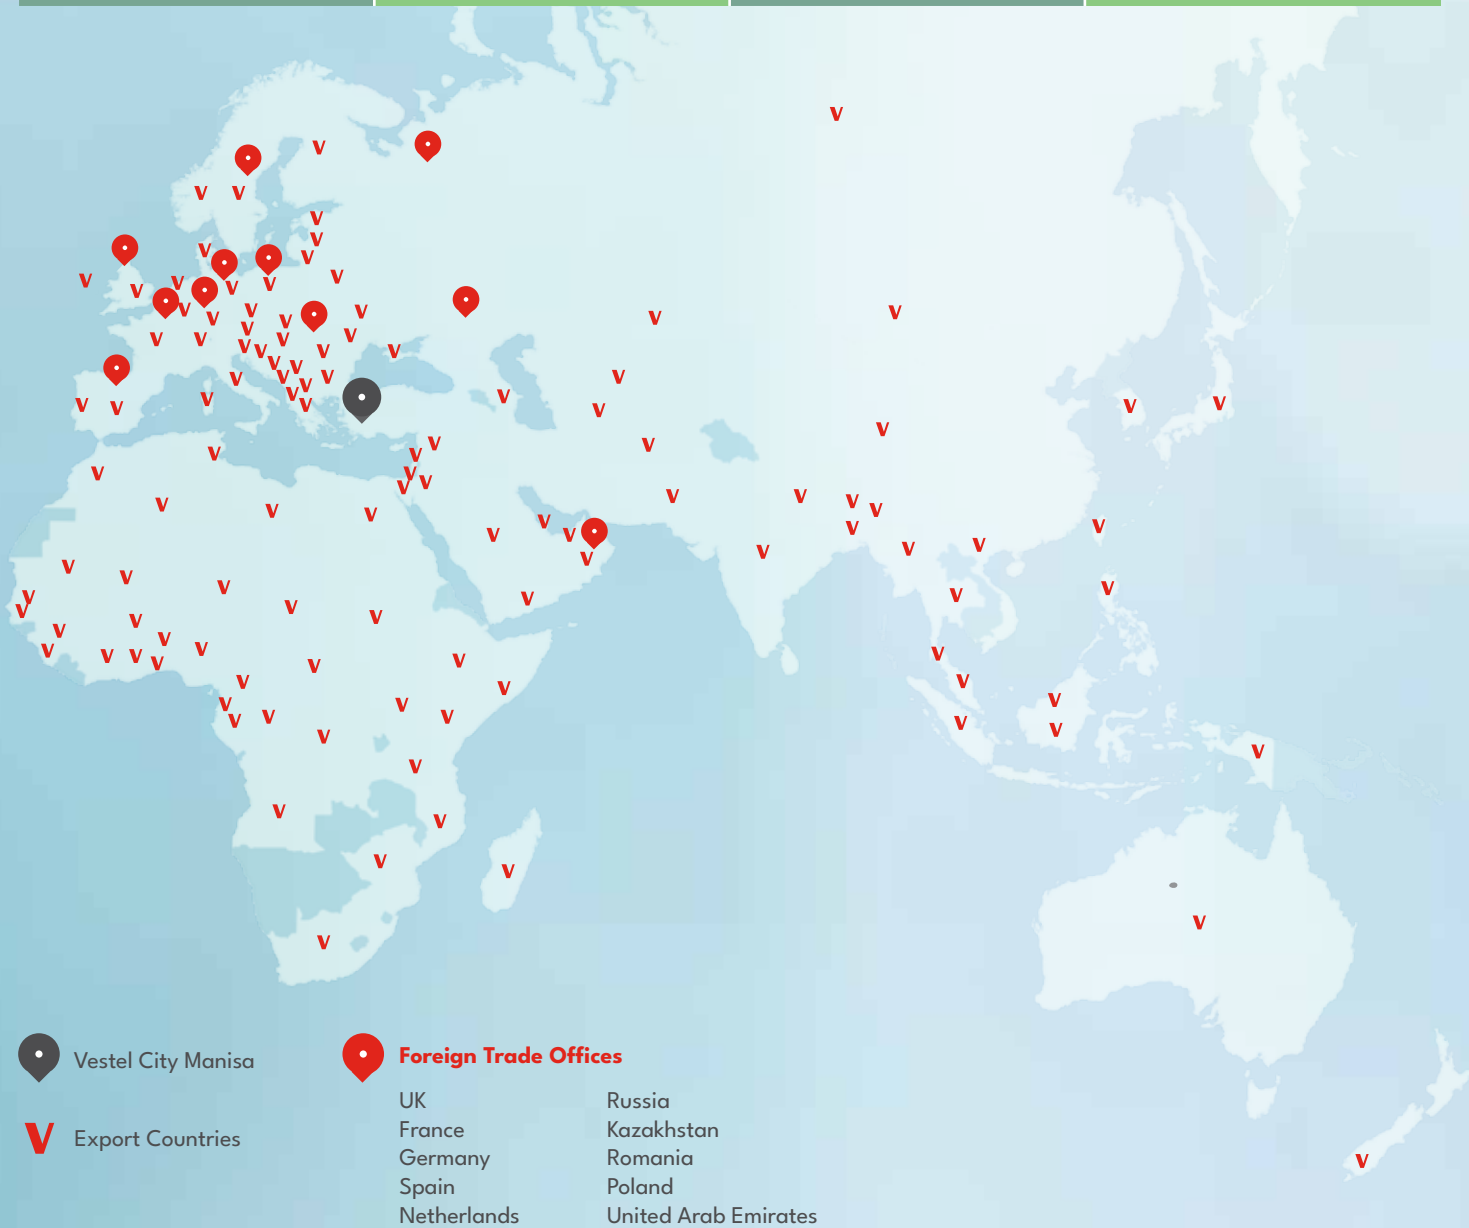 Vestel City Manisa
Export Countries
Foreign Trade Offices
UK
France
Germany
Spain
Netherlands
Russia
Kazakhstan
Romania
Poland
United Arab Emirates